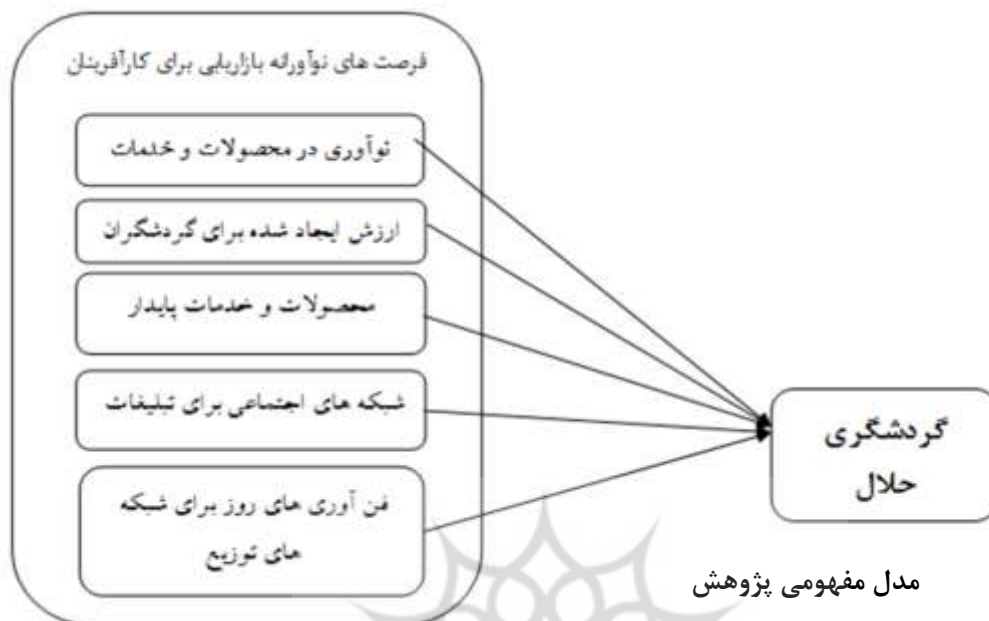 فرصت های نوآورانه بازاریابی برای کارآفرینان
نوآوری در محصولات و خدمات
ارزش ایجاد شده برای گردشگران
محصولات و خدمات پایدار
شبکه های اجتماعی برای تبلیغات
فن آوری های روز برای شبکه
های توزیع
گردشگری
حلال
مدل مفهومی پژوهش